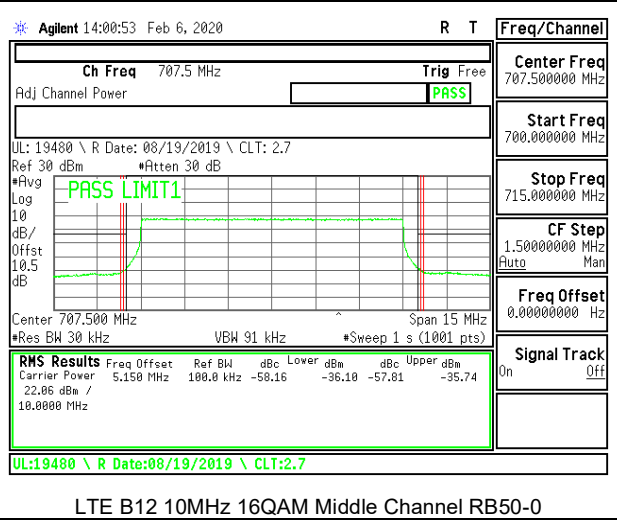 Agilent 14:00:53 Feb 6, 2020 R T
Freq/Channel
Ch Freq 707.5 MHz Trig Free
Adj Channel Power PASS
Center Freq
707.500000 MHz
Start Freq
700.000000 MHz
Stop Freq
715.000000 MHz
CF Step
1.50000000 MHz
Auto Man
Freq Offset
0.00000000 Hz
Signal Track
On Off
UL: 19480 \ R Date: 08/19/2019 \ CLT: 2.7
Ref 30 dBm #Atten 30 dB
#Avg
Log
10
dB/
Offst
10.5
dB
PASS LIMIT1
Center 707.500 MHz ^ Span 15 MHz
#Res BW 30 kHz VBW 91 kHz #Sweep 1 s (1001 pts)
RMS Results Freq Offset Ref BW dBc Lower dBm dBc Upper dBm
Carrier Power 5.150 MHz 100.0 kHz -58.16 -36.10 -57.81 -35.74
22.06 dBm /
10.0000 MHz
UL:19480 \ R Date:08/19/2019 \ CLT:2.7
LTE B12 10MHz 16QAM Middle Channel RB50-0